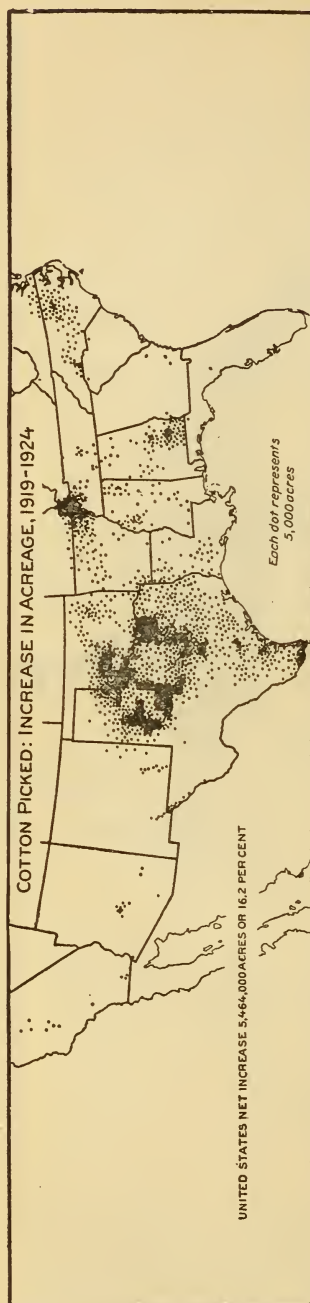 COTTON PICKED: INCREASE IN ACREAGE, 1919-1924
Each dot represents
5,000 acres
UNITED STATES NET INCREASE 5,464,000 ACRES OR 16.2 PER CENT